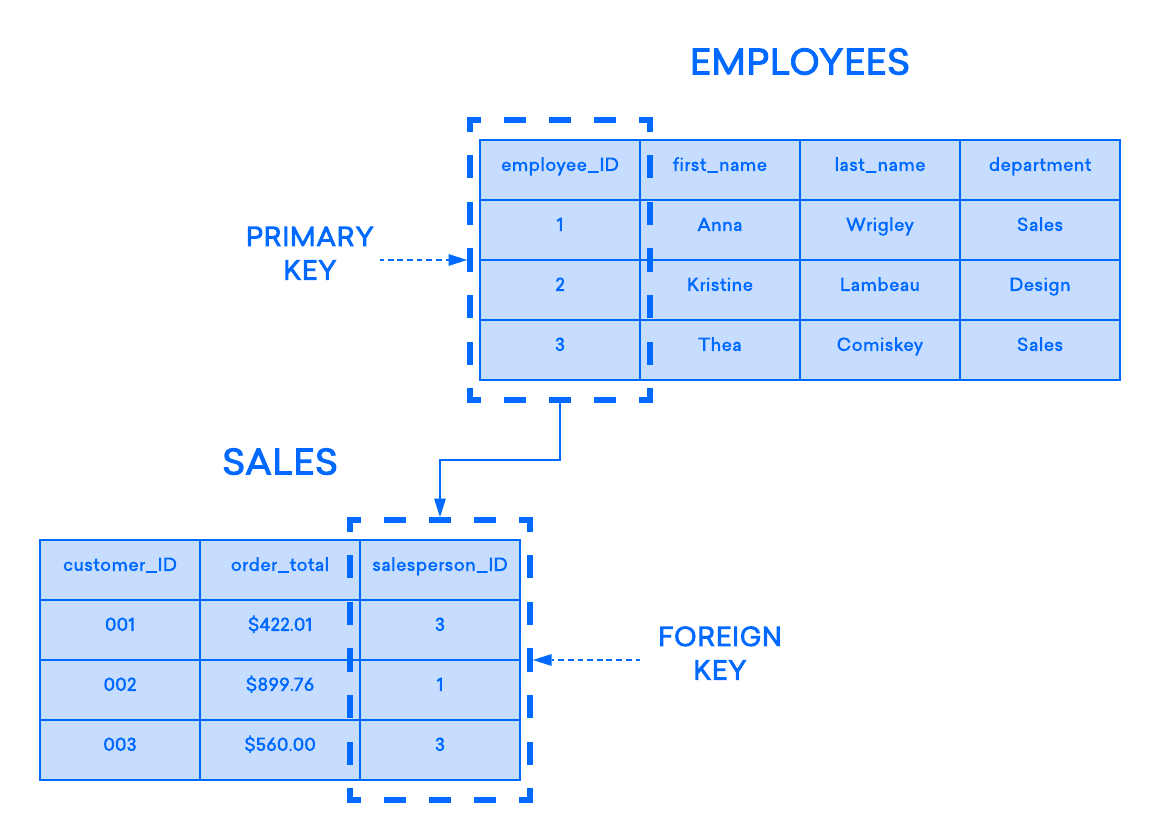 EMPLOYEES
employee_ID first_name last_name department
1 Anna Wrigley Sales
PRIMARY
KEY
2 Kristine Lambeau Design
3 Thea Comiskey Sales
SALES
customer_ID order_total salesperson_ID
001 $422.01 3
FOREIGN
KEY
002 $899.76 1
003 $560.00 3